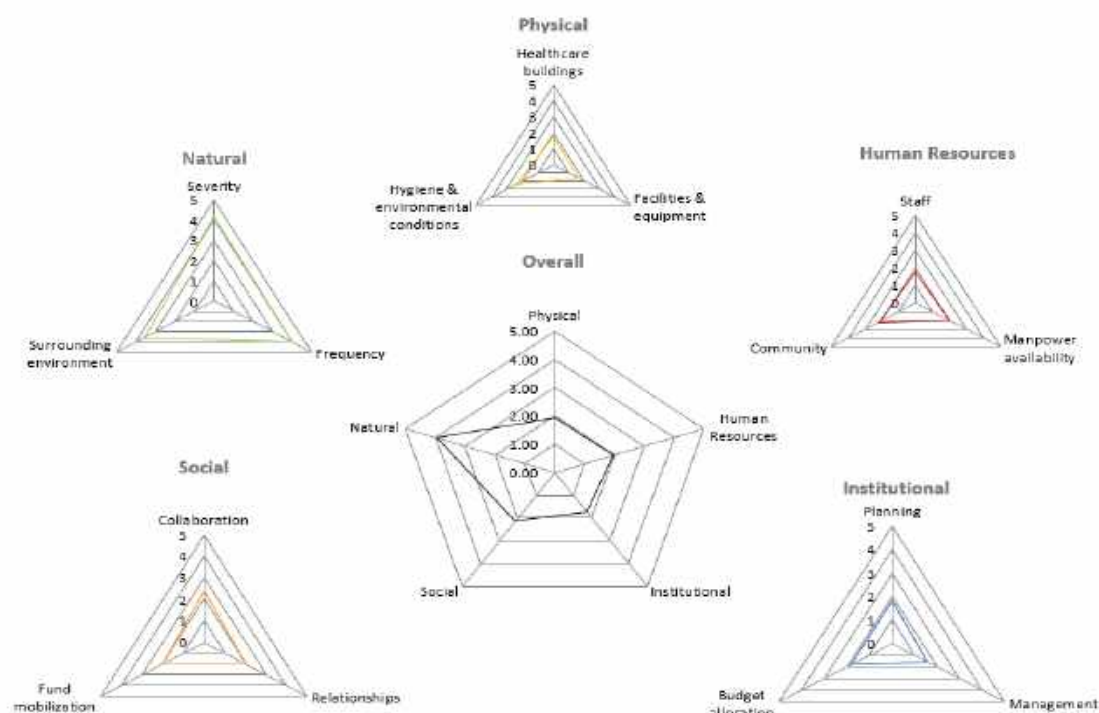 Physical
Healthcare
buildings
5
4
3
2
1
0
Hygiene &
environmental
conditions
Facilities &
equipment
Natural
Severity
5
4
3
2
1
0
Surrounding
environment
Frequency
Human Resources
Staff
5
4
3
2
1
0
Community
Manpower
availability
Overall
Physical
5.00
4.00
3.00
2.00
1.00
0.00
Natural
Human
Resources
Social
Institutional
Social
Collaboration
5
4
3
2
1
0
Fund
mobilization
Relationships
Institutional
Planning
5
4
3
2
1
0
Budget
allocation
Management